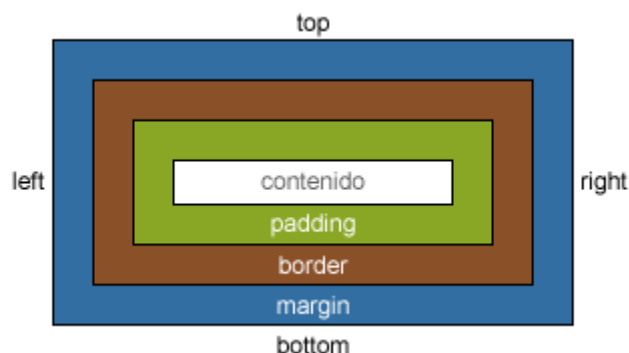 top
left
contenido
right
padding
border
margin
bottom